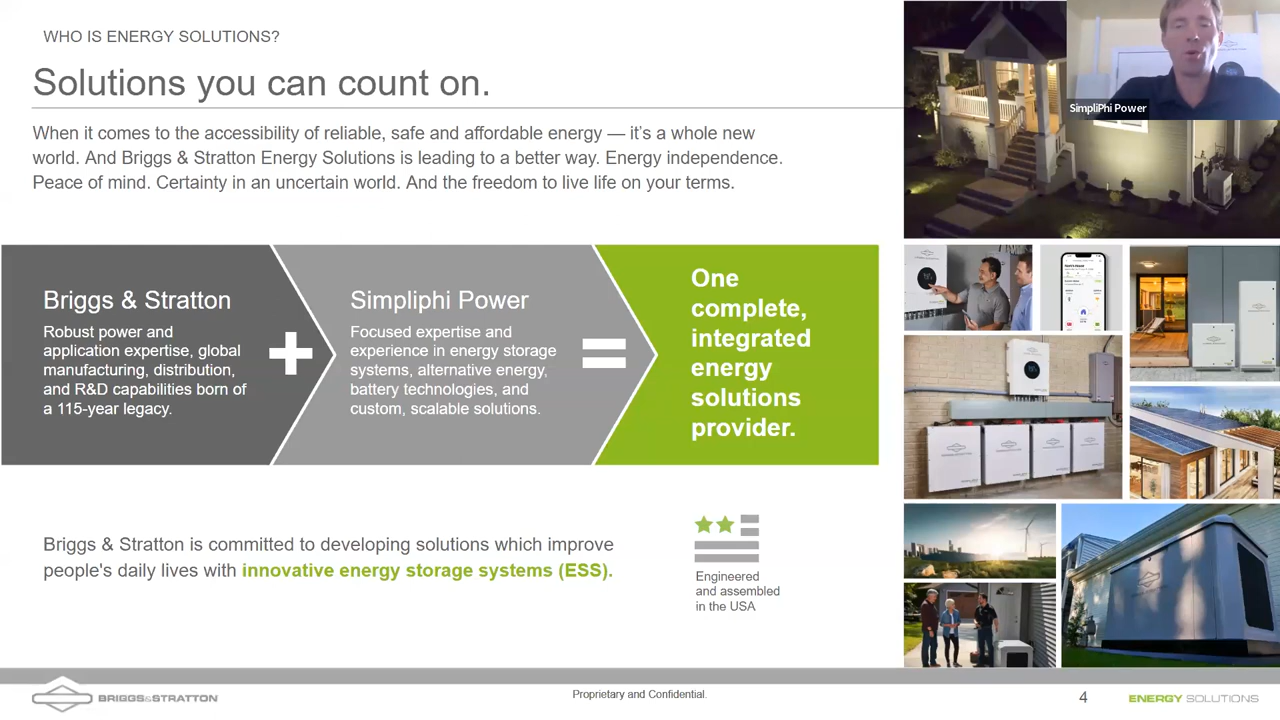 WHO IS ENERGY SOLUTIONS?
Solutions you can count on.
When it comes to the accessibility of reliable, safe and affordable energy — it's a whole new
world. And Briggs & Stratton Energy Solutions is leading to a better way. Energy independence.
Peace of mind. Certainty in an uncertain world. And the freedom to live life on your terms.
SimpliPhi Power
Briggs & Stratton
Robust power and
application expertise, global
manufacturing, distribution,
and R&D capabilities born of
a 115-year legacy.
+
Simpliphi Power
Focused expertise and
experience in energy storage
systems, alternative energy,
battery technologies, and
custom, scalable solutions.
=
One
complete,
integrated
energy
solutions
provider.
Briggs & Stratton is committed to developing solutions which improve
people's daily lives with innovative energy storage systems (ESS).
Engineered
and assembled
in the USA
BRIGGS&STRATTON
Proprietary and Confidential.
4
ENERGY SOLUTIONS